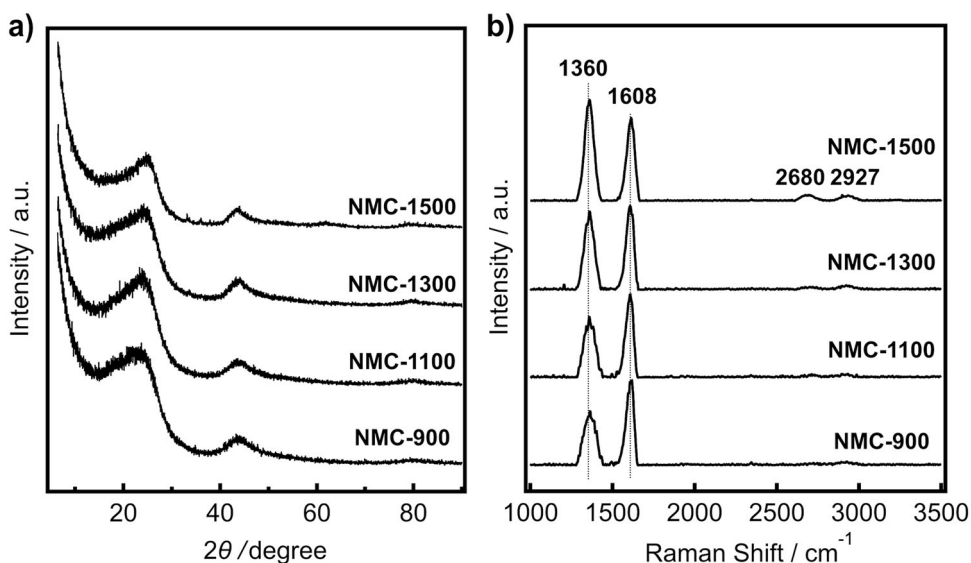 a)
Intensity / a.u.
NMC-1500
NMC-1300
NMC-1100
NMC-900
20 40 60 80
2θ /degree
b)
Intensity / a.u.
1360
1608
NMC-1500
2680 2927
NMC-1300
NMC-1100
NMC-900
1000 1500 2000 2500 3000 3500
Raman Shift / cm⁻¹